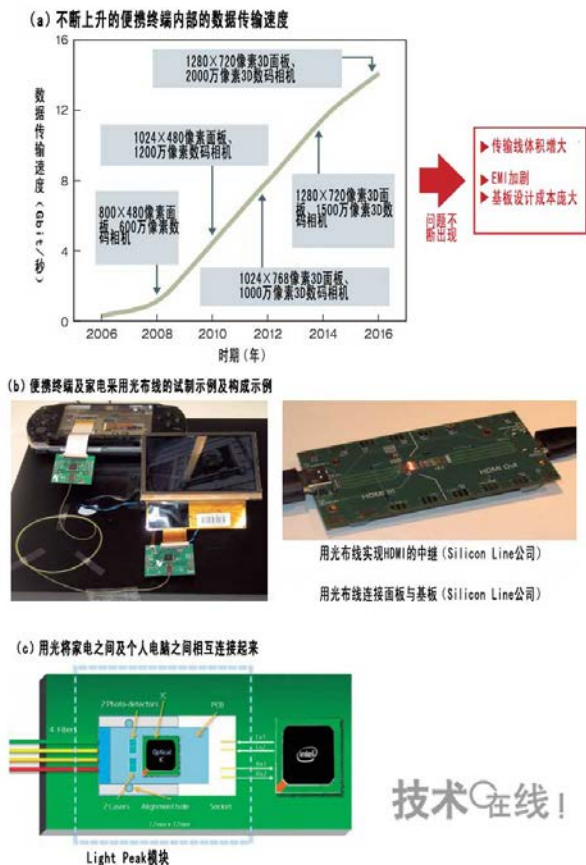 (a) 不断上升的便携终端内部的数据传输速度
数据传输速度(Gbit/秒)
16
12
8
4
0
2006 2008 2010 2012 2014 2016
时期(年)
1280×720像素3D面板、
2000万像素3D数码相机
1024×480像素面板、
1200万像素数码相机
800×480像素面
板、600万像素数
码相机
1280×720像素3D面
板、1500万像素3D数
码相机
1024×768像素3D面板、
1000万像素3D数码相机
问题不
断出现
▶传输线体积增大
▶EMI加剧
▶基板设计成本庞大
(b) 便携终端及家电采用光布线的试制示例及构成示例
HDMI In
HDMI Out
用光布线实现HDMI的中继(Silicon Line公司)
用光布线连接面板与基板(Silicon Line公司)
(c) 用光将家电之间及个人电脑之间相互连接起来
IC
2 Photo-detectors
PCB
4 Fibers
Optical
IC
Tx1
Tx2
Rx1
Rx2
intel
2 Lasers
Alignment hole
Socket
12mm×12mm
Light Peak模块
技术在线!